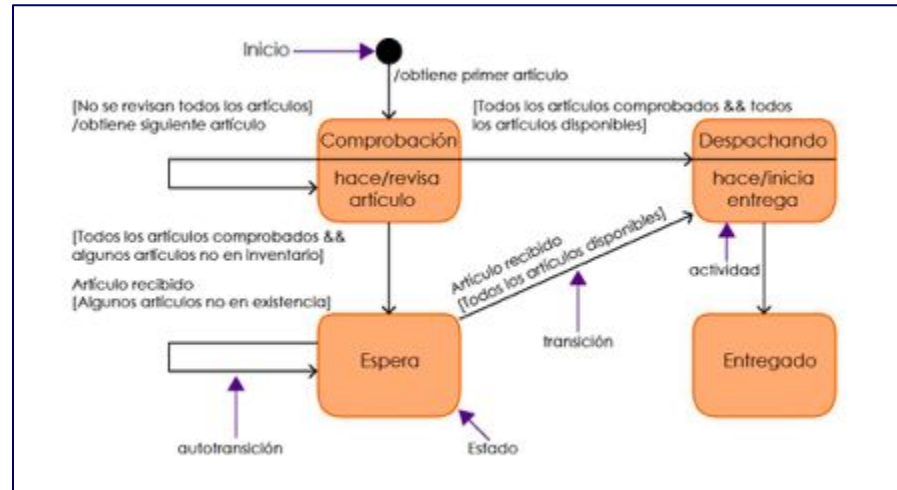 Inicio
/obtiene primer artículo
[No se revisan todos los artículos]
/obtiene siguiente artículo
[Todos los artículos comprobados && todos
los artículos disponibles]
Comprobación
hace/revisa
artículo
Despachando
hace/inicia
entrega
[Todos los artículos comprobados &&
algunos artículos no en inventario]
Artículo recibido
[Algunos artículos no en existencia]
Artículo recibido
[Todos los artículos disponibles]
actividad
transición
Espera
Entregado
autotransición
Estado